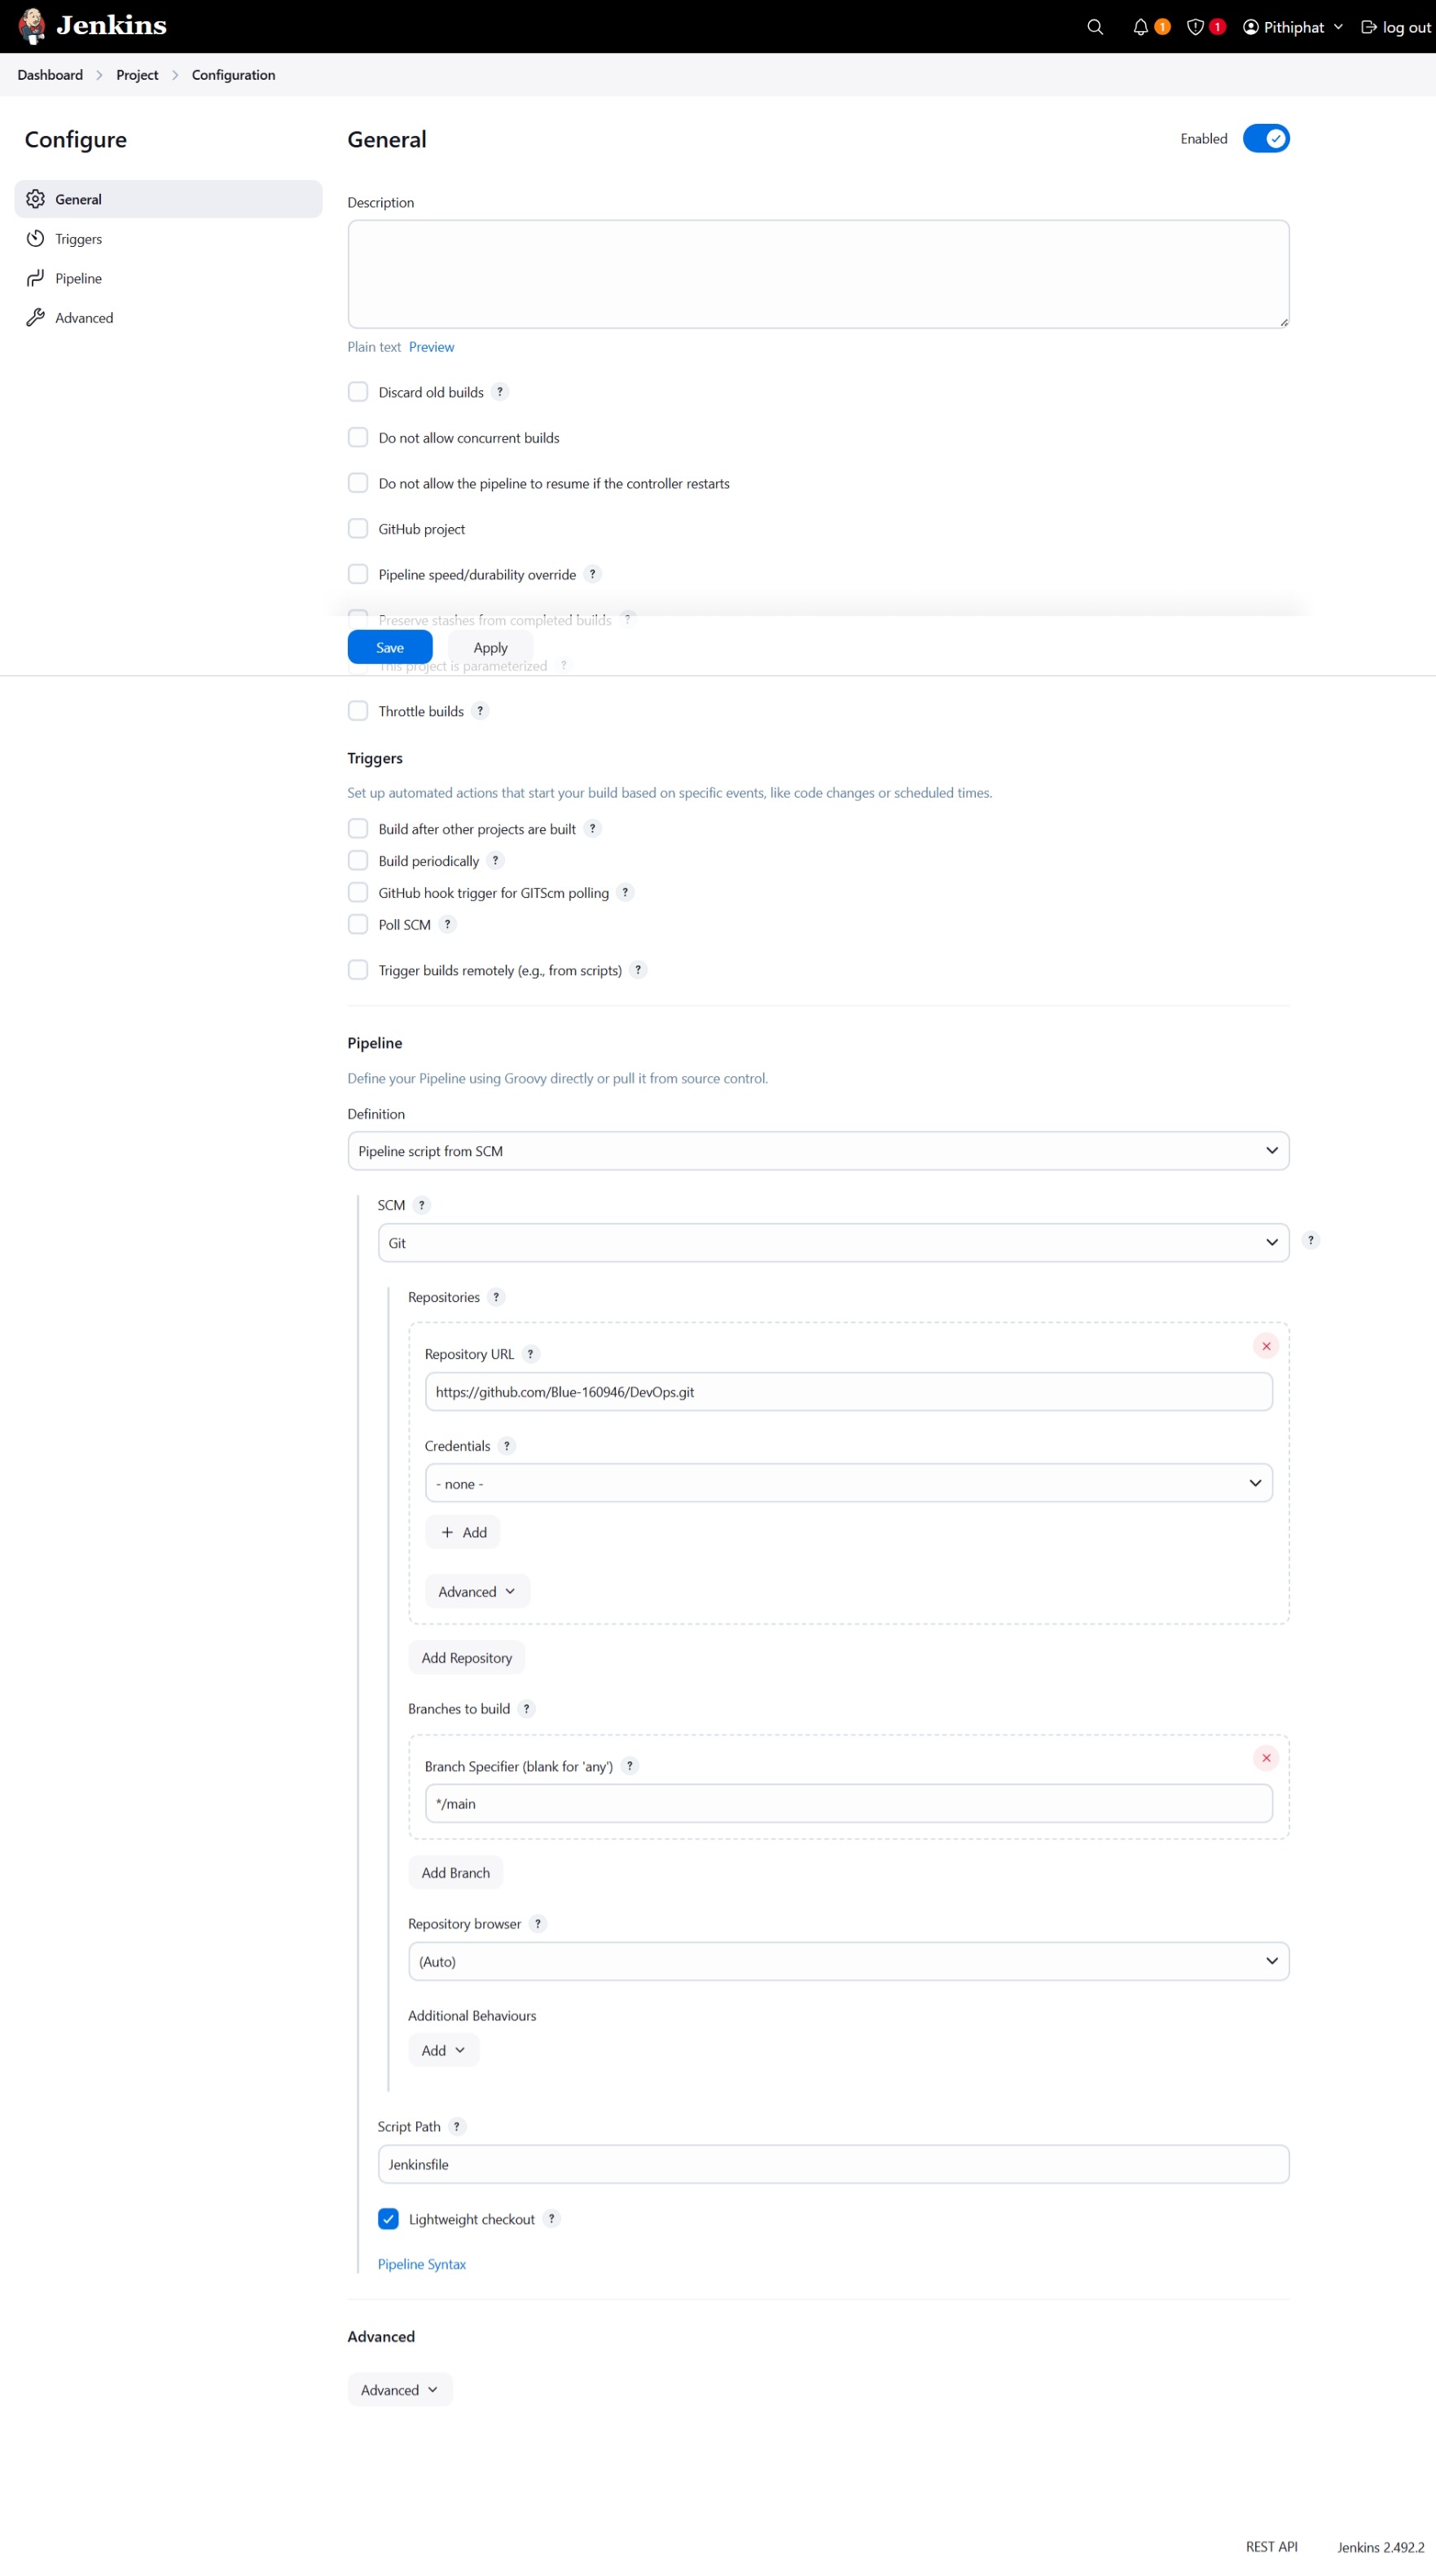 Jenkins
1
1
Pithiphat
log out
Dashboard
Project
Configuration
Configure
General
Triggers
Pipeline
Advanced
General
Enabled
Description
Plain text Preview
Discard old builds ?
Do not allow concurrent builds
Do not allow the pipeline to resume if the controller restarts
GitHub project
Pipeline speed/durability override ?
Preserve stashes from completed builds ?
Save
Apply
This project is parameterized ?
Throttle builds ?
Triggers
Set up automated actions that start your build based on specific events, like code changes or scheduled times.
Build after other projects are built ?
Build periodically ?
GitHub hook trigger for GITScm polling ?
Poll SCM ?
Trigger builds remotely (e.g., from scripts) ?
Pipeline
Define your Pipeline using Groovy directly or pull it from source control.
Definition
Pipeline script from SCM
SCM ?
Git
?
Repositories ?
Repository URL ?
https://github.com/Blue-160946/DevOps.git
Credentials ?
- none -
+ Add
Advanced
Add Repository
Branches to build ?
Branch Specifier (blank for 'any') ?
*/main
Add Branch
Repository browser ?
(Auto)
Additional Behaviours
Add
Script Path ?
Jenkinsfile
Lightweight checkout ?
Pipeline Syntax
Advanced
Advanced
REST API
Jenkins 2.492.2